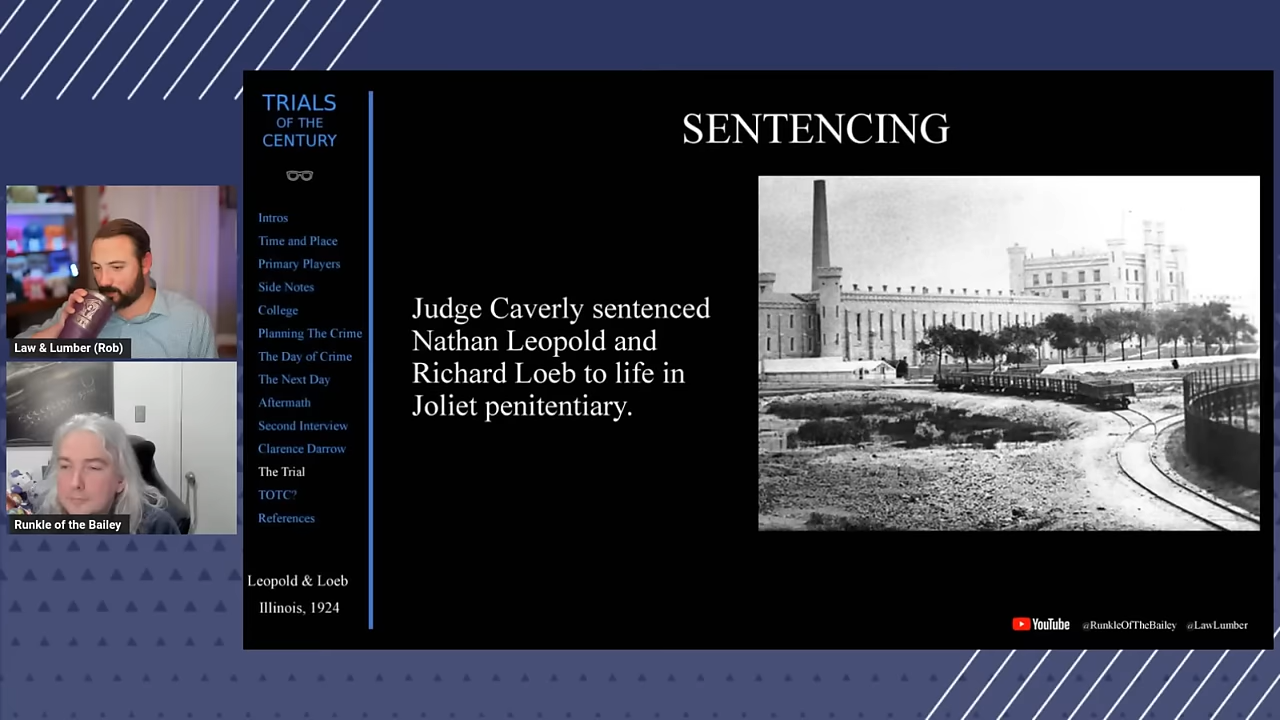 TRIALS
OF THE
CENTURY
Intros
Time and Place
Primary Players
Side Notes
College
Planning The Crime
The Day of Crime
The Next Day
Aftermath
Second Interview
Clarence Darrow
The Trial
TOTC?
References
Leopold & Loeb
Illinois, 1924
SENTENCING
Judge Caverly sentenced
Nathan Leopold and
Richard Loeb to life in
Joliet penitentiary.
YouTube @RunkleOfTheBailey @LawLumber
Law & Lumber (Rob)
Runkle of the Bailey